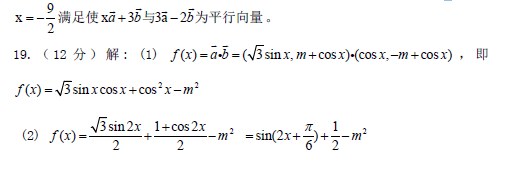 x=-9/2 满足使 xa⃗+3b⃗ 与 3a⃗-2b⃗ 为平行向量。
19.（12 分）解：（1） f(x)=a⃗•b⃗=(√3 sin x, m+cos x)•(cos x,-m+cos x) ，即
f(x)=√3 sin x cos x+cos²x-m²
（2） f(x)=√3 sin 2x/2+(1+cos 2x)/2-m² =sin(2x+π/6)+1/2-m²